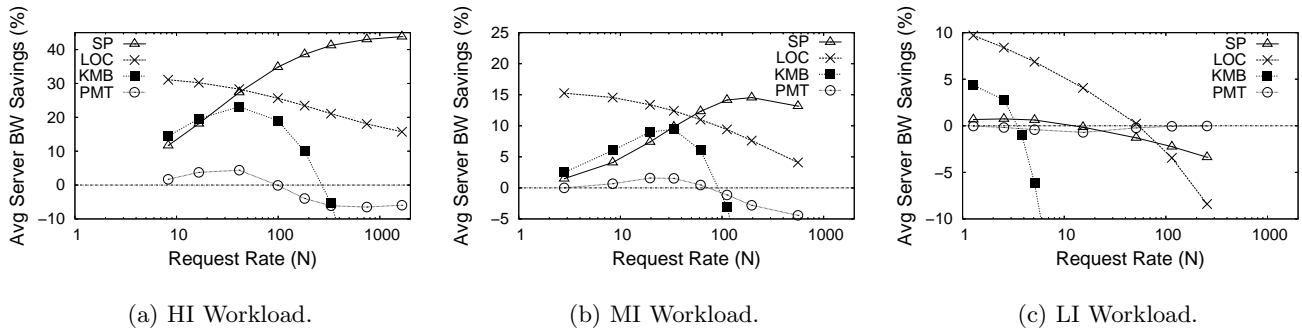 Avg Server BW Savings (%)
40
30
20
10
0
−10
SP
LOC
KMB
PMT
1 10 100 1000
Request Rate (N)
(a) HI Workload.
Avg Server BW Savings (%)
25
20
15
10
5
0
−5
SP
LOC
KMB
PMT
1 10 100 1000
Request Rate (N)
(b) MI Workload.
Avg Server BW Savings (%)
10
5
0
−5
−10
SP
LOC
KMB
PMT
1 10 100 1000
Request Rate (N)
(c) LI Workload.